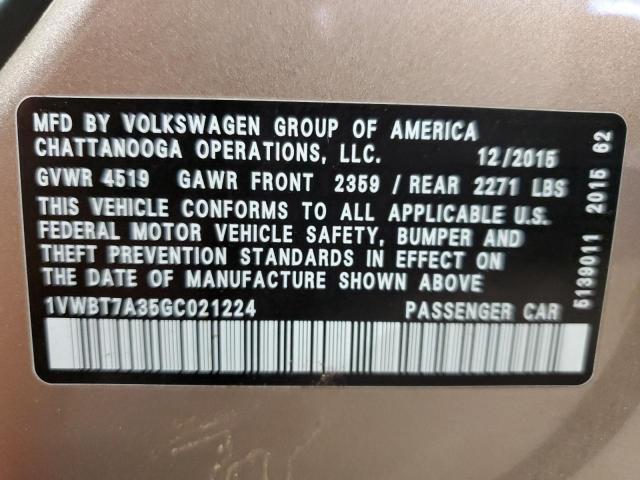 MFD BY VOLKSWAGEN GROUP OF AMERICA
CHATTANOOGA OPERATIONS, LLC. 12/2015
GVWR 4519 GAWR FRONT 2359 / REAR 2271 LBS
THIS VEHICLE CONFORMS TO ALL APPLICABLE U.S.
FEDERAL MOTOR VEHICLE SAFETY, BUMPER AND
THEFT PREVENTION STANDARDS IN EFFECT ON
THE DATE OF MANUFACTURE SHOWN ABOVE
1VWBT7A35GC021224 PASSENGER CAR
5139011 2015 62